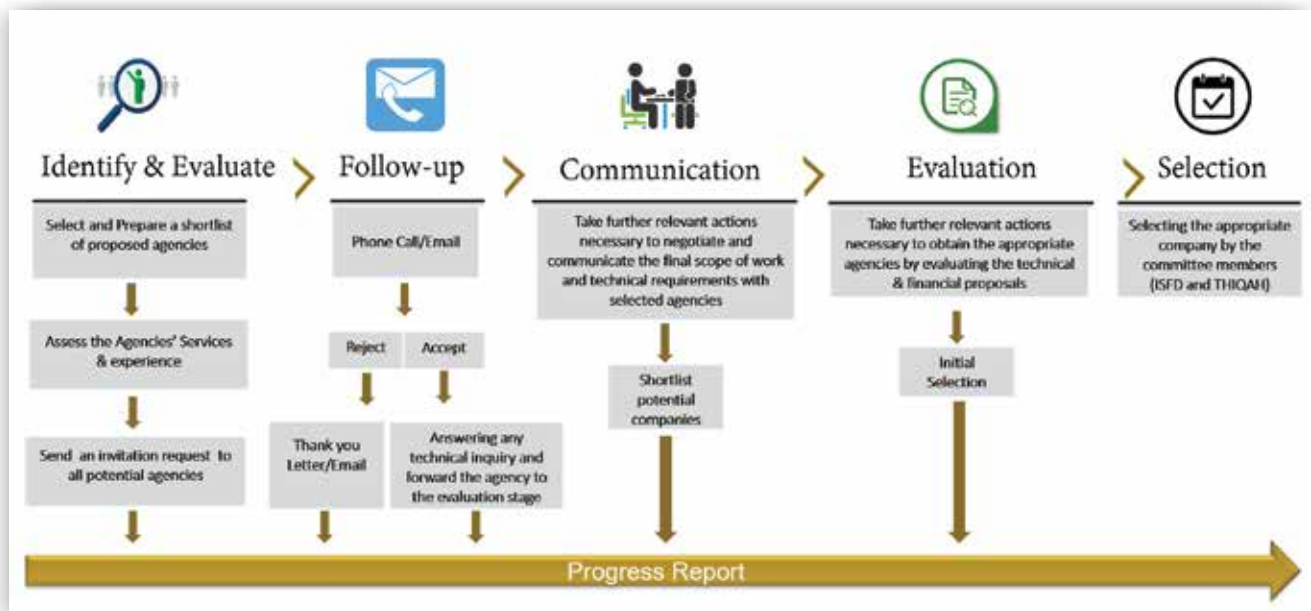 Identify & Evaluate
Follow-up
Communication
Evaluation
Selection
Select and Prepare a shortlist
of proposed agencies
Assess the Agencies' Services
& experience
Send an invitation request to
all potential agencies
Phone Call/Email
Reject
Accept
Thank you
Letter/Email
Answering any
technical inquiry and
forward the agency to
the evaluation stage
Take further relevant actions
necessary to negotiate and
communicate the final scope of work
and technical requirements with
selected agencies
Shortlist
potential
companies
Take further relevant actions
necessary to obtain the appropriate
agencies by evaluating the technical
& financial proposals
Initial
Selection
Selecting the appropriate
company by the
committee members
(ISFD and THIQAH)
Progress Report